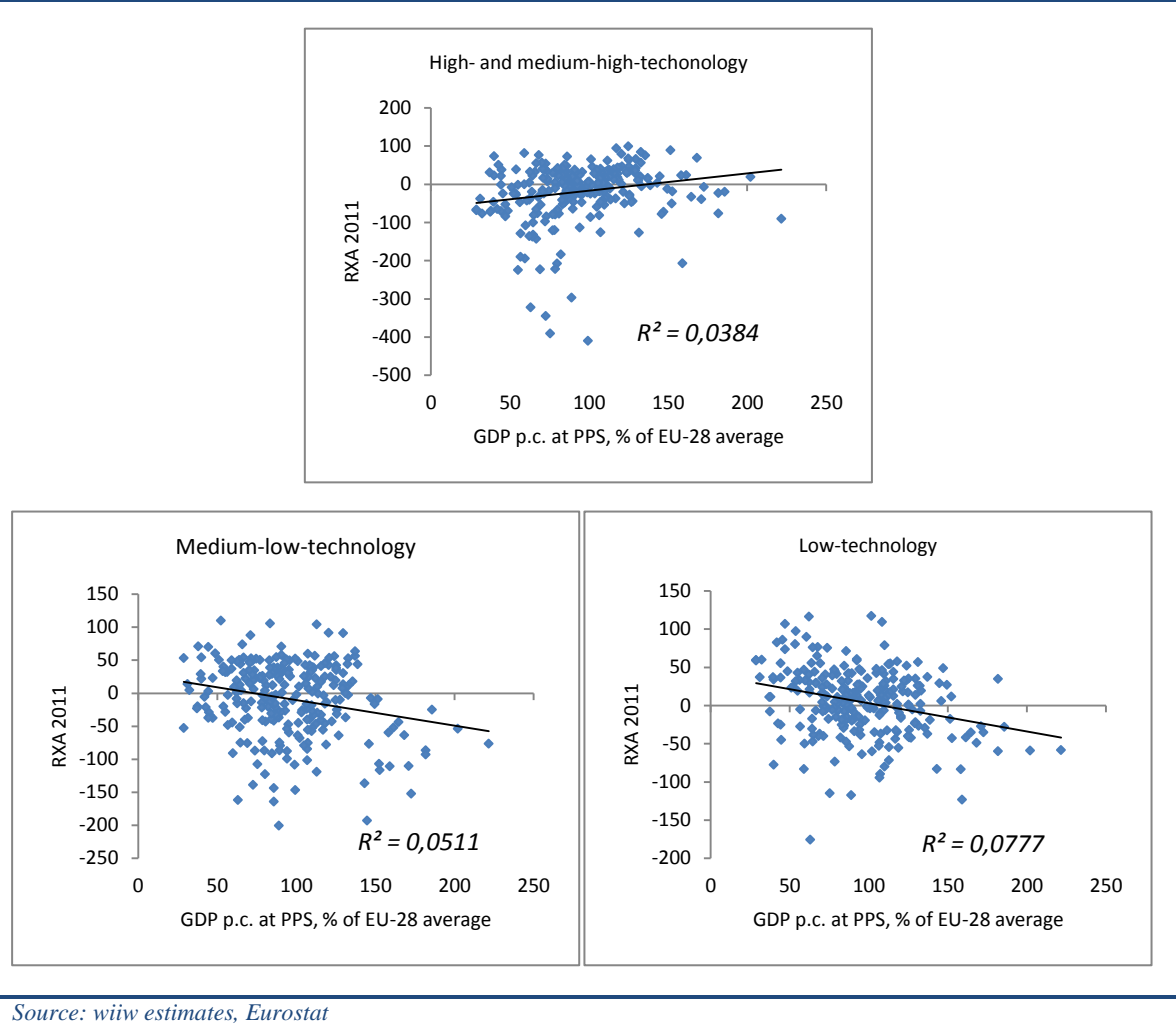 High- and medium-high-techonology
200
100
0
-100
-200
-300
-400
-500
RXA 2011
R² = 0,0384
0 50 100 150 200 250
GDP p.c. at PPS, % of EU-28 average
Medium-low-technology
150
100
50
0
-50
-100
-150
-200
-250
RXA 2011
R² = 0,0511
0 50 100 150 200 250
GDP p.c. at PPS, % of EU-28 average
Low-technology
150
100
50
0
-50
-100
-150
-200
RXA 2011
R² = 0,0777
0 50 100 150 200 250
GDP p.c. at PPS, % of EU-28 average
Source: wiiw estimates, Eurostat